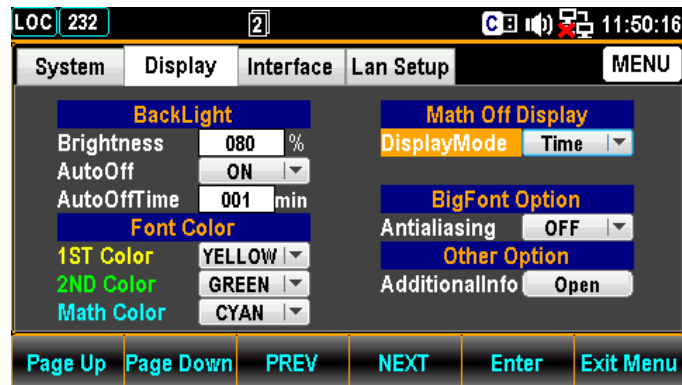 LOC 232 2 C 11:50:16
System Display Interface Lan Setup MENU
BackLight
Brightness 080 %
AutoOff ON
AutoOffTime 001 min
Font Color
1ST Color YELLOW
2ND Color GREEN
Math Color CYAN
Math Off Display
DisplayMode Time
BigFont Option
Antialiasing OFF
Other Option
AdditionalInfo Open
Page Up Page Down PREV NEXT Enter Exit Menu